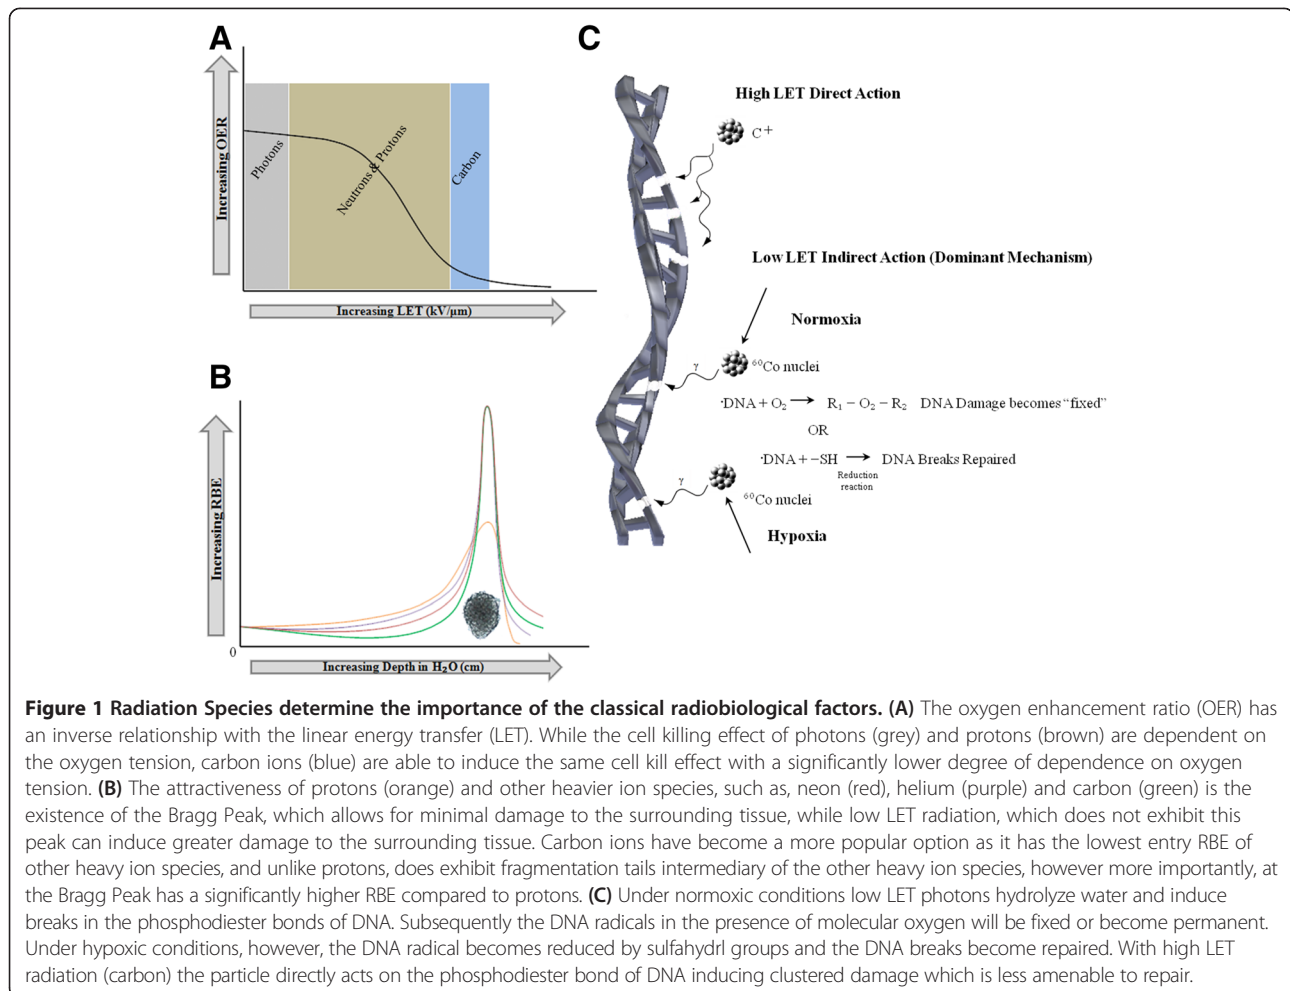 A
Increasing OER
Photons
Neutrons & Protons
Carbon
Increasing LET (kV/µm)
B
Increasing RBE
0
Increasing Depth in H₂O (cm)
C
High LET Direct Action
C⁺
Low LET Indirect Action (Dominant Mechanism)
Normoxia
γ
⁶⁰Co nuclei
·DNA + O₂ → R₁ – O₂ – R₂ DNA Damage becomes “fixed”
OR
·DNA + –SH → DNA Breaks Repaired
Reduction
reaction
γ
⁶⁰Co nuclei
Hypoxia
Figure 1 Radiation Species determine the importance of the classical radiobiological factors. (A) The oxygen enhancement ratio (OER) has
an inverse relationship with the linear energy transfer (LET). While the cell killing effect of photons (grey) and protons (brown) are dependent on
the oxygen tension, carbon ions (blue) are able to induce the same cell kill effect with a significantly lower degree of dependence on oxygen
tension. (B) The attractiveness of protons (orange) and other heavier ion species, such as, neon (red), helium (purple) and carbon (green) is the
existence of the Bragg Peak, which allows for minimal damage to the surrounding tissue, while low LET radiation, which does not exhibit this
peak can induce greater damage to the surrounding tissue. Carbon ions have become a more popular option as it has the lowest entry RBE of
other heavy ion species, and unlike protons, does exhibit fragmentation tails intermediary of the other heavy ion species, however more importantly, at
the Bragg Peak has a significantly higher RBE compared to protons. (C) Under normoxic conditions low LET photons hydrolyze water and induce
breaks in the phosphodiester bonds of DNA. Subsequently the DNA radicals in the presence of molecular oxygen will be fixed or become permanent.
Under hypoxic conditions, however, the DNA radical becomes reduced by sulfahydrl groups and the DNA breaks become repaired. With high LET
radiation (carbon) the particle directly acts on the phosphodiester bond of DNA inducing clustered damage which is less amenable to repair.